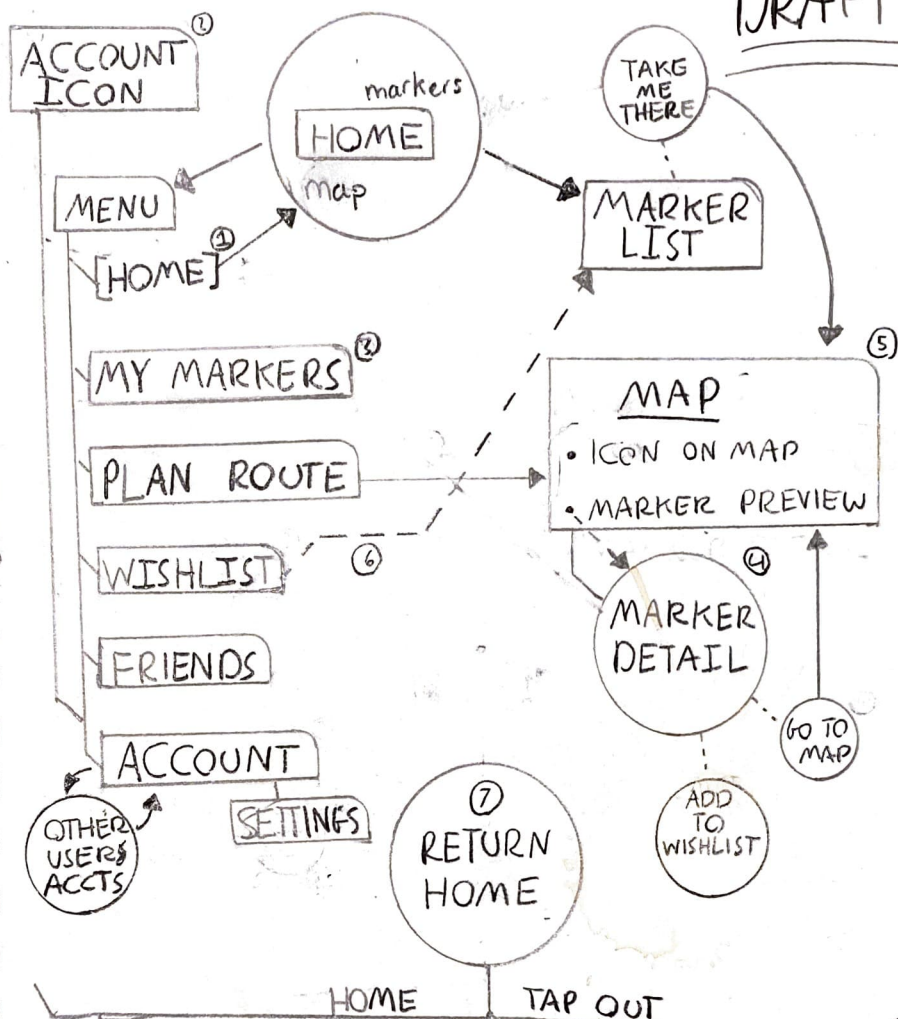 DRAFT
②
ACCOUNT
ICON
markers
HOME
map
TAKE
ME
THERE
MENU
MARKER
LIST
①
[HOME]
③
MY MARKERS
⑤
MAP
• ICON ON MAP
• MARKER PREVIEW
PLAN ROUTE
WISHLIST
⑥
④
MARKER
DETAIL
FRIENDS
GO TO
MAP
ACCOUNT
SETTINGS
OTHER
USERS
ACCTS
ADD
TO
WISHLIST
⑦
RETURN
HOME
HOME
TAP OUT